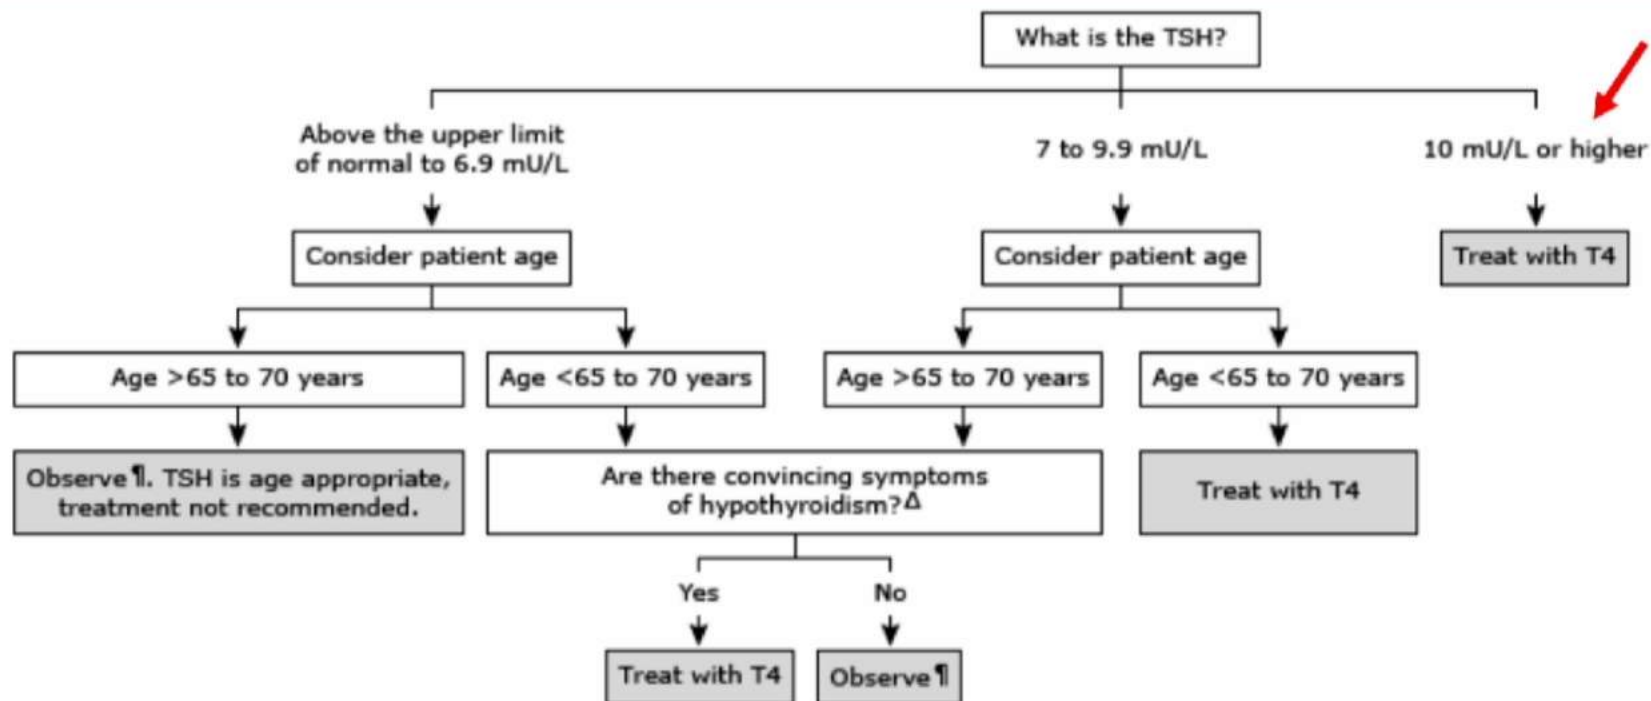 What is the TSH?
Above the upper limit
of normal to 6.9 mU/L
7 to 9.9 mU/L
10 mU/L or higher
Consider patient age
Consider patient age
Treat with T4
Age >65 to 70 years
Age <65 to 70 years
Age >65 to 70 years
Age <65 to 70 years
Observe¶. TSH is age appropriate,
treatment not recommended.
Are there convincing symptoms
of hypothyroidism?Δ
Treat with T4
Yes
No
Treat with T4
Observe¶